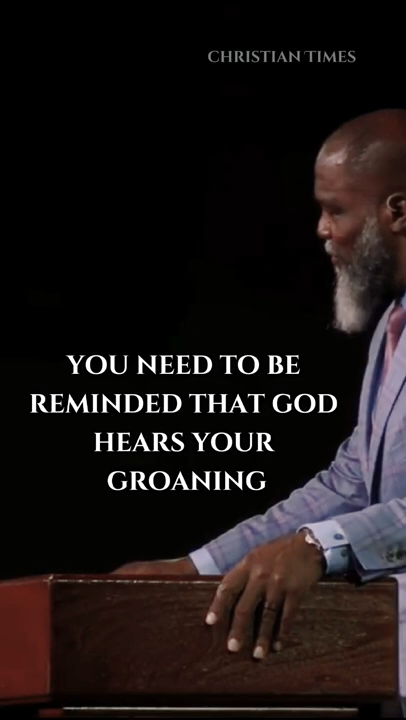 CHRISTIAN TIMES
YOU NEED TO BE
REMINDED THAT GOD
HEARS YOUR
GROANING